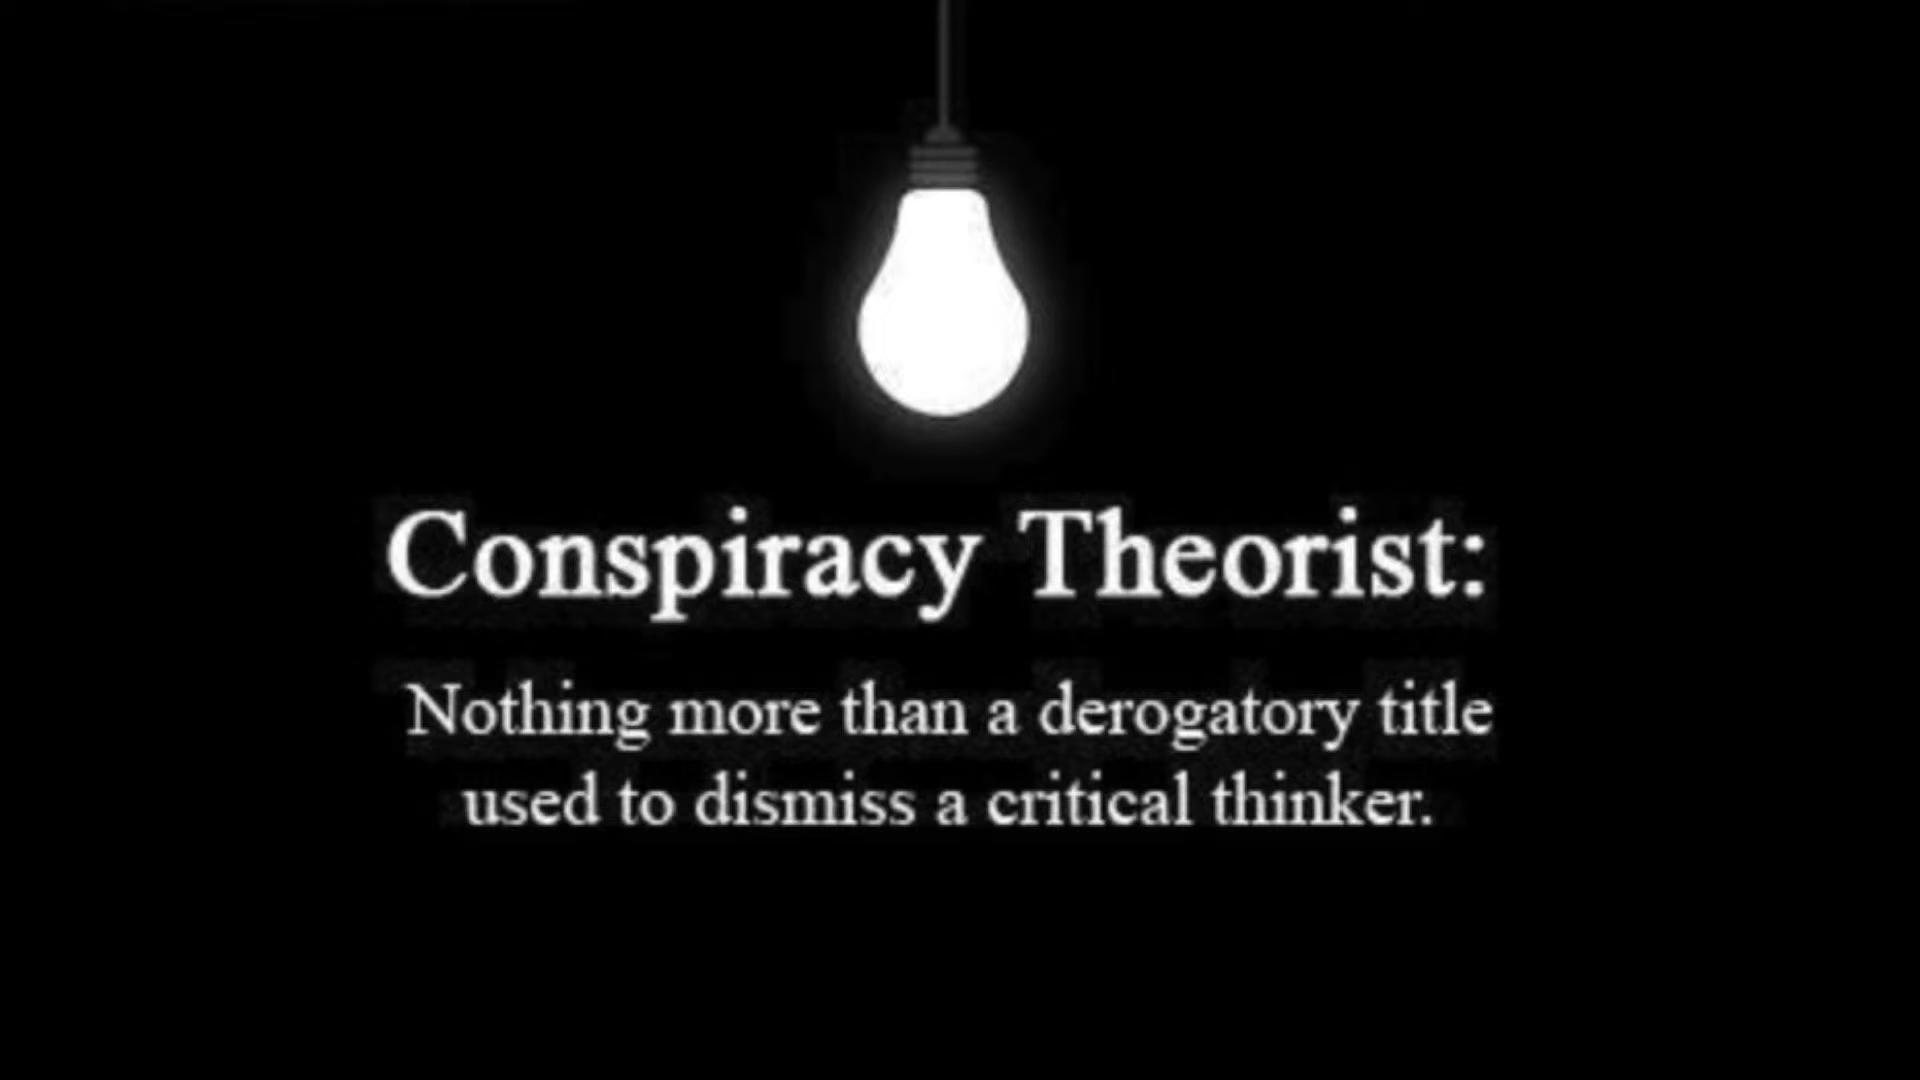 Conspiracy Theorist:
Nothing more than a derogatory title
used to dismiss a critical thinker.